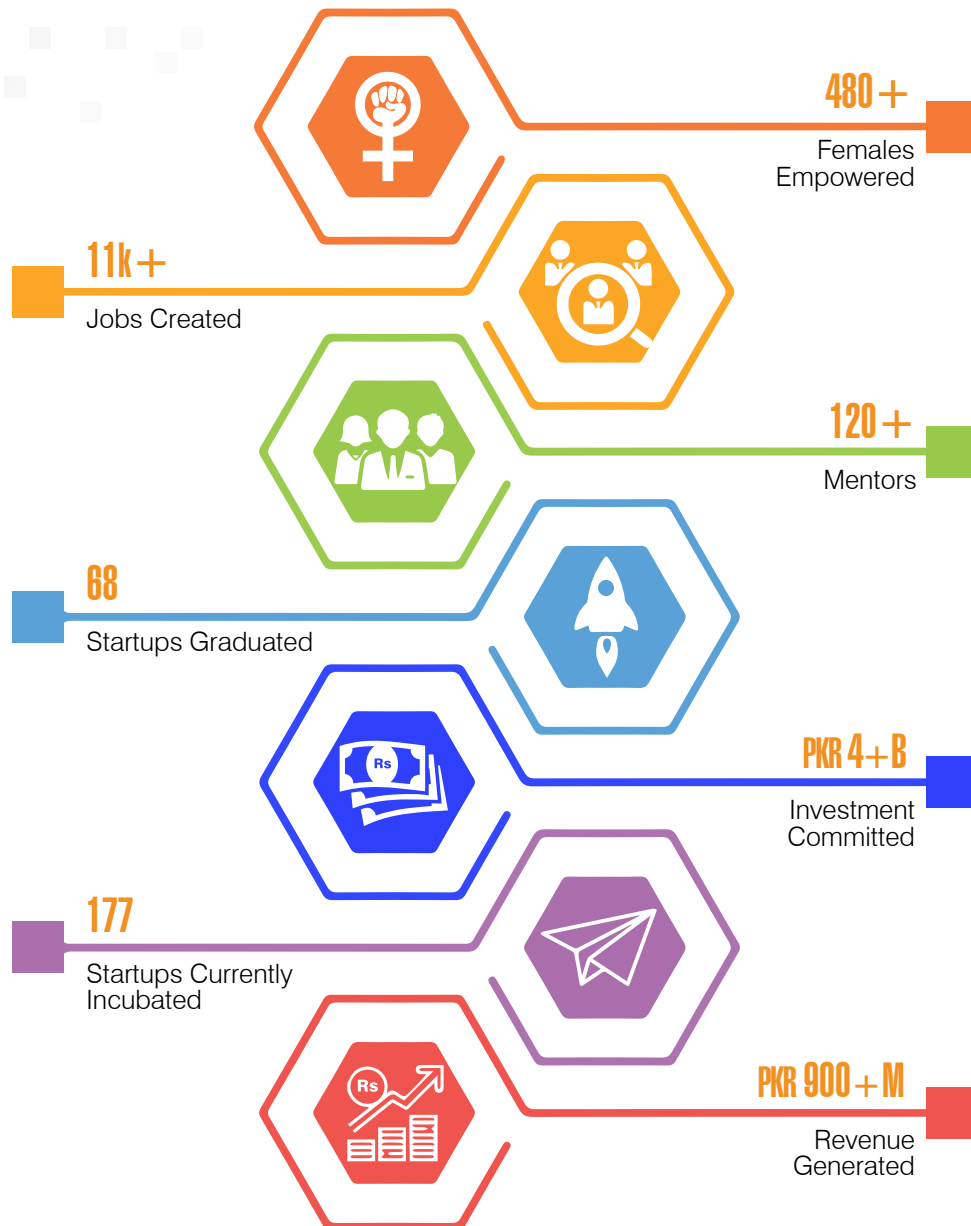 480+
Females
Empowered
11k+
Jobs Created
120+
Mentors
68
Startups Graduated
PKR 4+B
Rs
Investment
Committed
177
Startups Currently
Incubated
PKR 900+M
Rs
Revenue
Generated